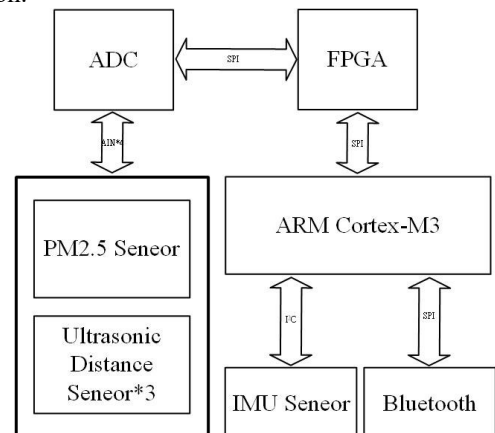 on.
ADC
SPI
FPGA
AIN*4
SPI
PM2.5 Seneor
Ultrasonic
Distance
Seneor*3
ARM Cortex-M3
I²C
SPI
IMU Seneor
Bluetooth